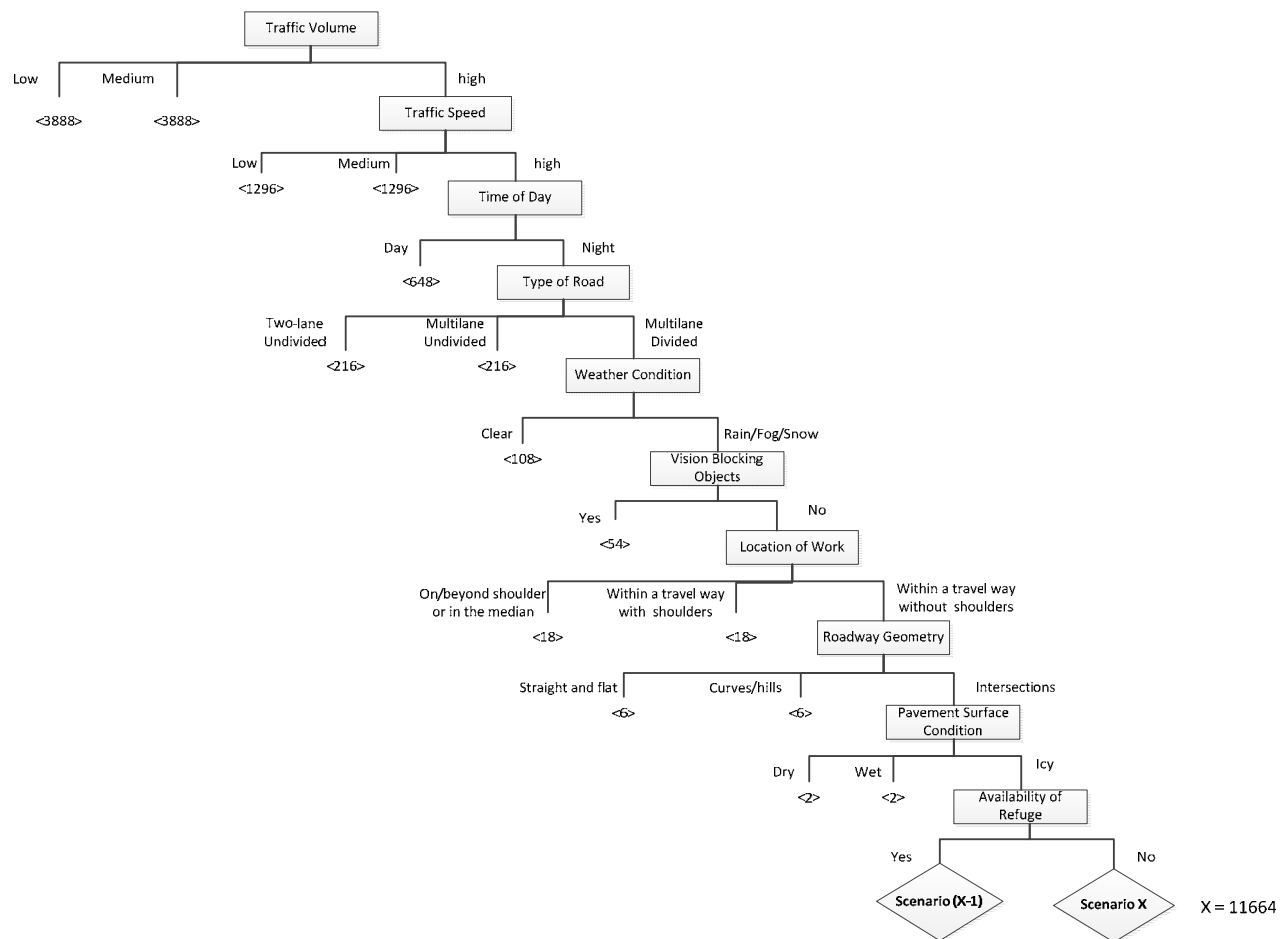 Traffic Volume
Low
Medium
high
<3888>
<3888>
Traffic Speed
Low
Medium
high
<1296>
<1296>
Time of Day
Day
Night
<648>
Type of Road
Two-lane
Undivided
Multilane
Undivided
Multilane
Divided
<216>
<216>
Weather Condition
Clear
Rain/Fog/Snow
<108>
Vision Blocking
Objects
Yes
No
<54>
Location of Work
On/beyond shoulder
or in the median
Within a travel way
with shoulders
Within a travel way
without shoulders
<18>
<18>
Roadway Geometry
Straight and flat
Curves/hills
Intersections
<6>
<6>
Pavement Surface
Condition
Dry
Wet
Icy
<2>
<2>
Availability of
Refuge
Yes
No
Scenario (X-1)
Scenario X
X = 11664